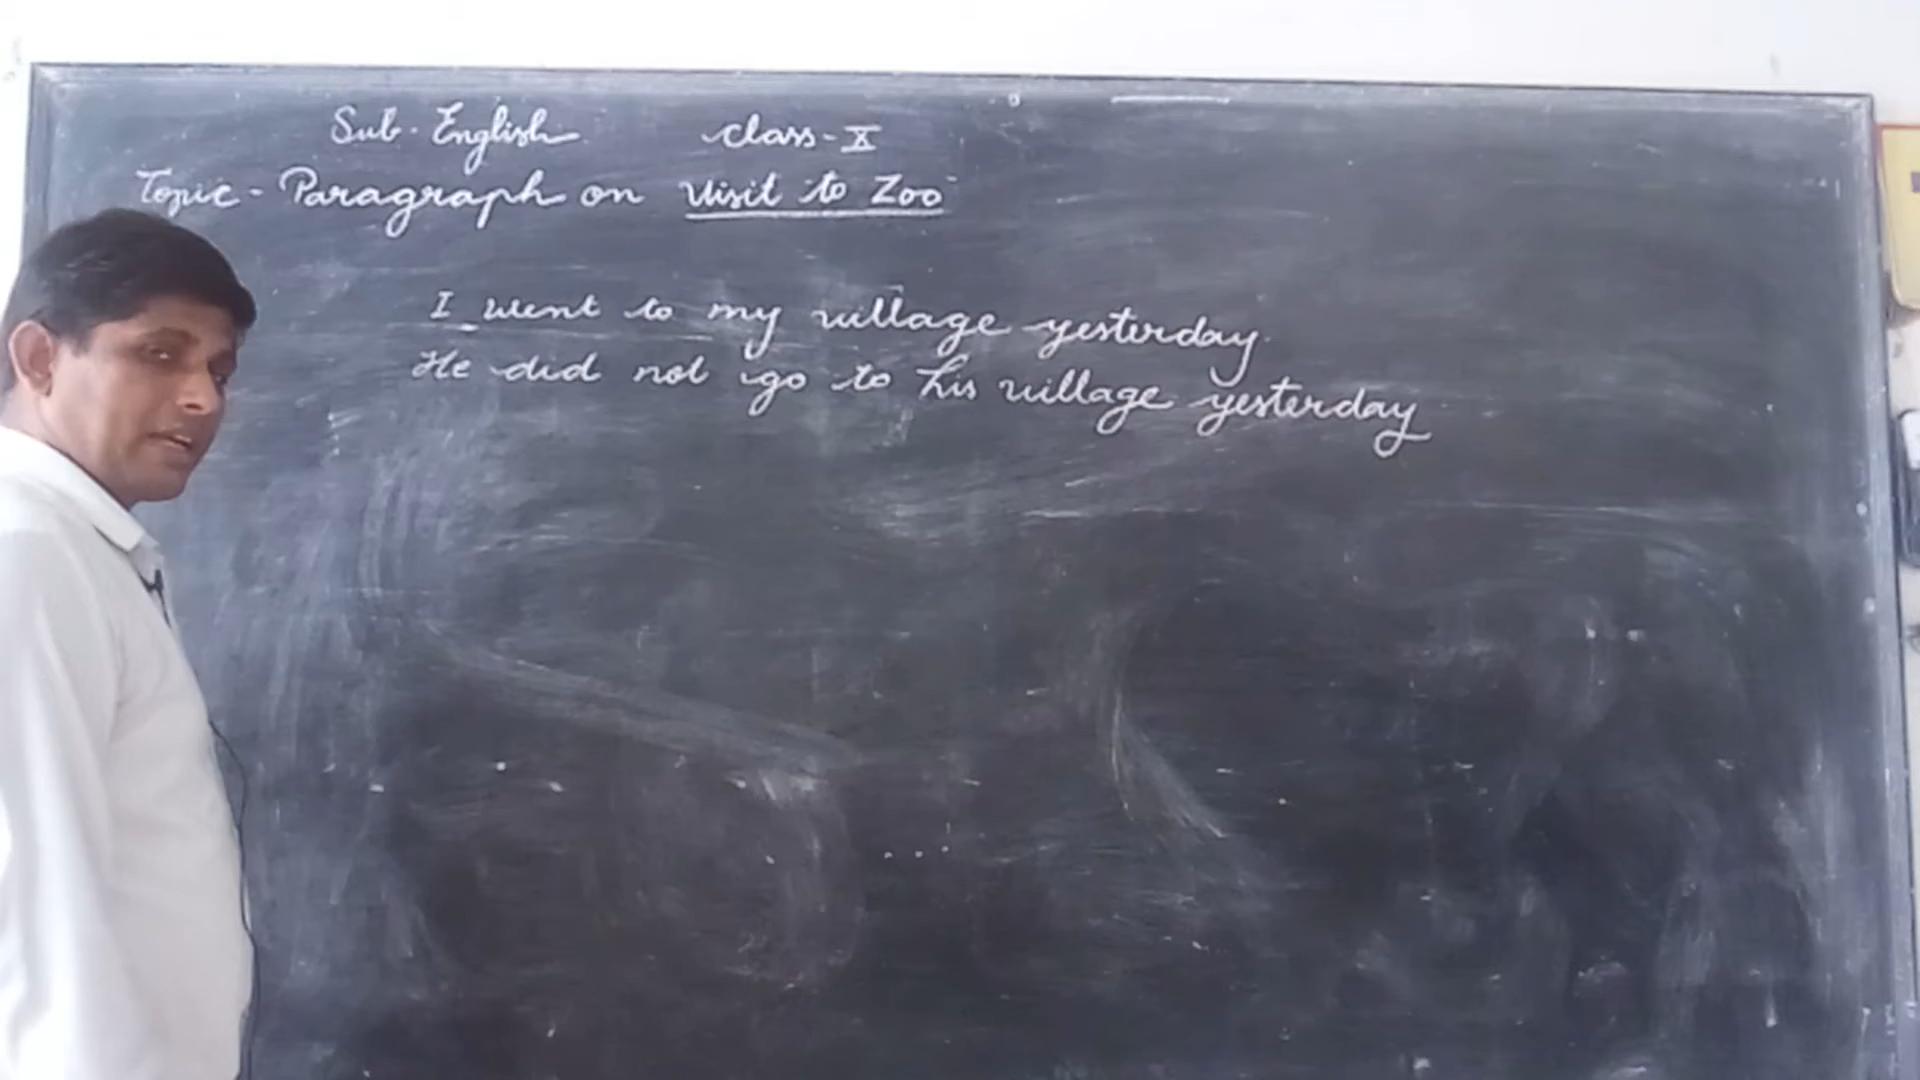 Sub. English class-X
Topic - Paragraph on Visit to Zoo
I went to my village yesterday.
He did not go to his village yesterday